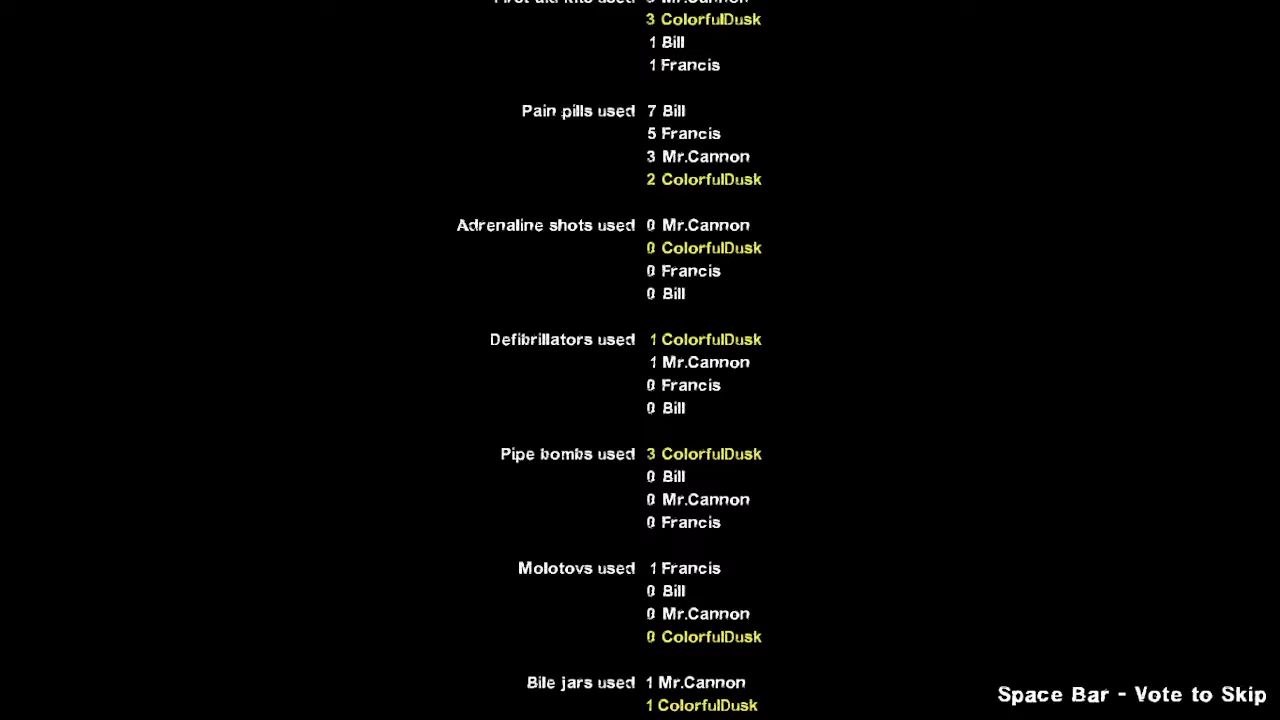 3 ColorfulDusk
1 Bill
1 Francis
Pain pills used 7 Bill
5 Francis
3 Mr.Cannon
2 ColorfulDusk
Adrenaline shots used 0 Mr.Cannon
0 ColorfulDusk
0 Francis
0 Bill
Defibrillators used 1 ColorfulDusk
1 Mr.Cannon
0 Francis
0 Bill
Pipe bombs used 3 ColorfulDusk
0 Bill
0 Mr.Cannon
0 Francis
Molotovs used 1 Francis
0 Bill
0 Mr.Cannon
0 ColorfulDusk
Bile jars used 1 Mr.Cannon
1 ColorfulDusk
Space Bar - Vote to Skip